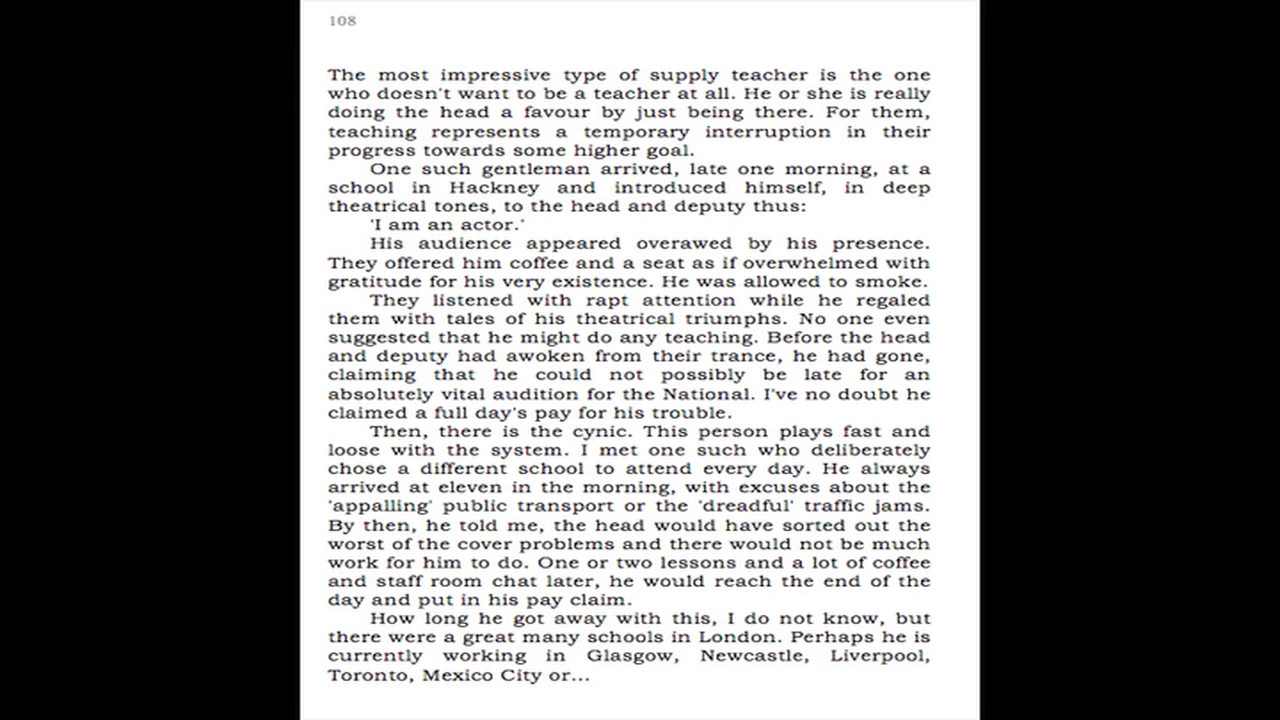 108
The most impressive type of supply teacher is the one
who doesn't want to be a teacher at all. He or she is really
doing the head a favour by just being there. For them,
teaching represents a temporary interruption in their
progress towards some higher goal.
One such gentleman arrived, late one morning, at a
school in Hackney and introduced himself, in deep
theatrical tones, to the head and deputy thus:
'I am an actor.'
His audience appeared overawed by his presence.
They offered him coffee and a seat as if overwhelmed with
gratitude for his very existence. He was allowed to smoke.
They listened with rapt attention while he regaled
them with tales of his theatrical triumphs. No one even
suggested that he might do any teaching. Before the head
and deputy had awoken from their trance, he had gone,
claiming that he could not possibly be late for an
absolutely vital audition for the National. I've no doubt he
claimed a full day's pay for his trouble.
Then, there is the cynic. This person plays fast and
loose with the system. I met one such who deliberately
chose a different school to attend every day. He always
arrived at eleven in the morning, with excuses about the
'appalling' public transport or the 'dreadful' traffic jams.
By then, he told me, the head would have sorted out the
worst of the cover problems and there would not be much
work for him to do. One or two lessons and a lot of coffee
and staff room chat later, he would reach the end of the
day and put in his pay claim.
How long he got away with this, I do not know, but
there were a great many schools in London. Perhaps he is
currently working in Glasgow, Newcastle, Liverpool,
Toronto, Mexico City or...